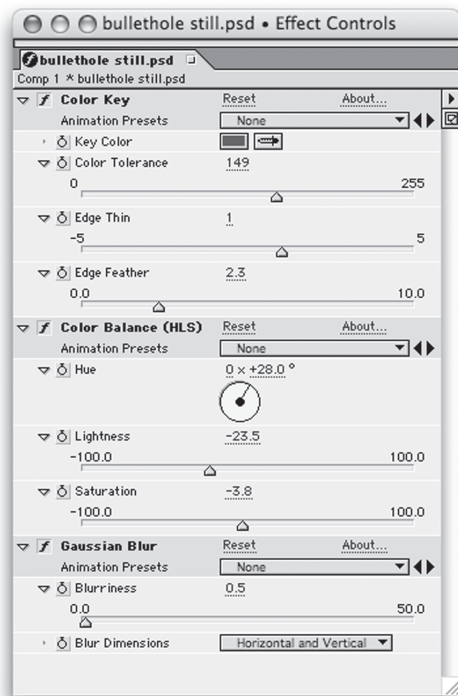 bullethole still.psd • Effect Controls
bullethole still.psd
Comp 1 * bullethole still.psd
Color Key Reset About...
Animation Presets None
Key Color
Color Tolerance 149
0 255
Edge Thin 1
-5 5
Edge Feather 2.3
0.0 10.0
Color Balance (HLS) Reset About...
Animation Presets None
Hue 0 x +28.0 °
Lightness -23.5
-100.0 100.0
Saturation -3.8
-100.0 100.0
Gaussian Blur Reset About...
Animation Presets None
Blurriness 0.5
0.0 50.0
Blur Dimensions Horizontal and Vertical